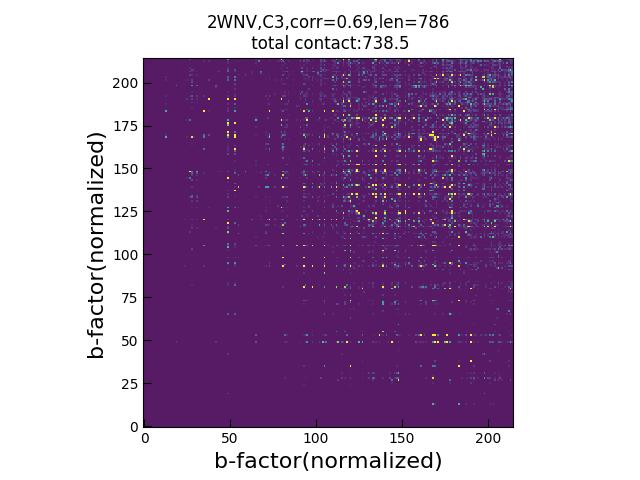 2WNV,C3,corr=0.69,len=786
total contact:738.5
b-factor(normalized)
200
175
150
125
100
75
50
25
0
0 50 100 150 200
b-factor(normalized)